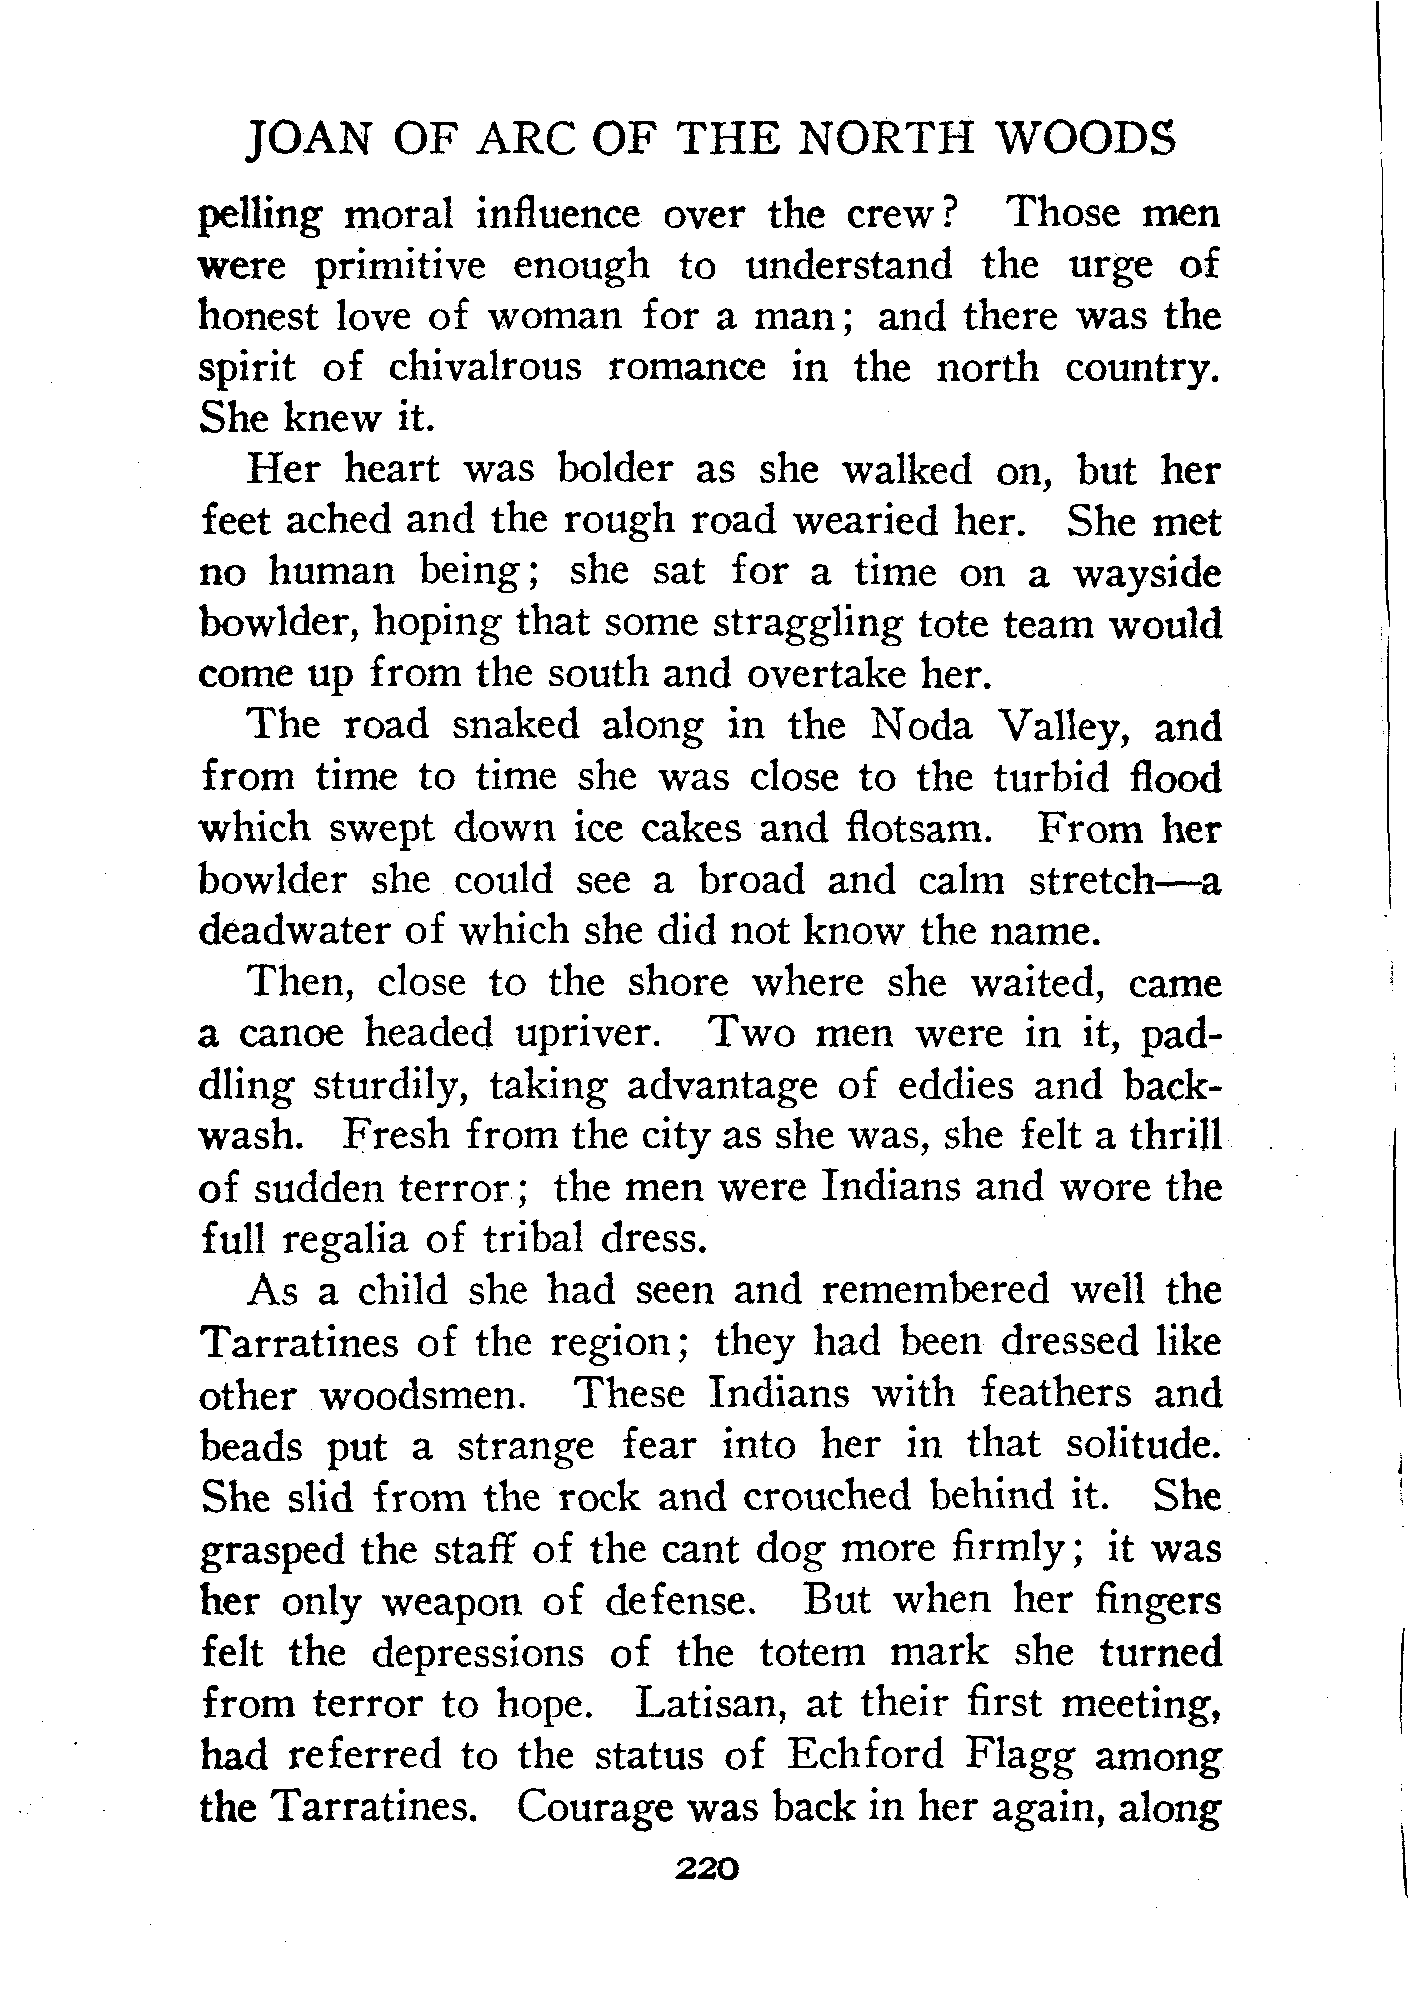 JOAN OF ARC OF THE NORTH WOODS
pelling moral influence over the crew? Those men
were primitive enough to understand the urge of
honest love of woman for a man; and there was the
spirit of chivalrous romance in the north country.
She knew it.
Her heart was bolder as she walked on, but her
feet ached and the rough road wearied her. She met
no human being; she sat for a time on a wayside
bowlder, hoping that some straggling tote team would
come up from the south and overtake her.
The road snaked along in the Noda Valley, and
from time to time she was close to the turbid flood
which swept down ice cakes and flotsam. From her
bowlder she could see a broad and calm stretch—a
deadwater of which she did not know the name.
Then, close to the shore where she waited, came
a canoe headed upriver. Two men were in it, pad-
dling sturdily, taking advantage of eddies and back-
wash. Fresh from the city as she was, she felt a thrill
of sudden terror; the men were Indians and wore the
full regalia of tribal dress.
As a child she had seen and remembered well the
Tarratines of the region; they had been dressed like
other woodsmen. These Indians with feathers and
beads put a strange fear into her in that solitude.
She slid from the rock and crouched behind it. She
grasped the staff of the cant dog more firmly; it was
her only weapon of defense. But when her fingers
felt the depressions of the totem mark she turned
from terror to hope. Latisan, at their first meeting,
had referred to the status of Echford Flagg among
the Tarratines. Courage was back in her again, along
220